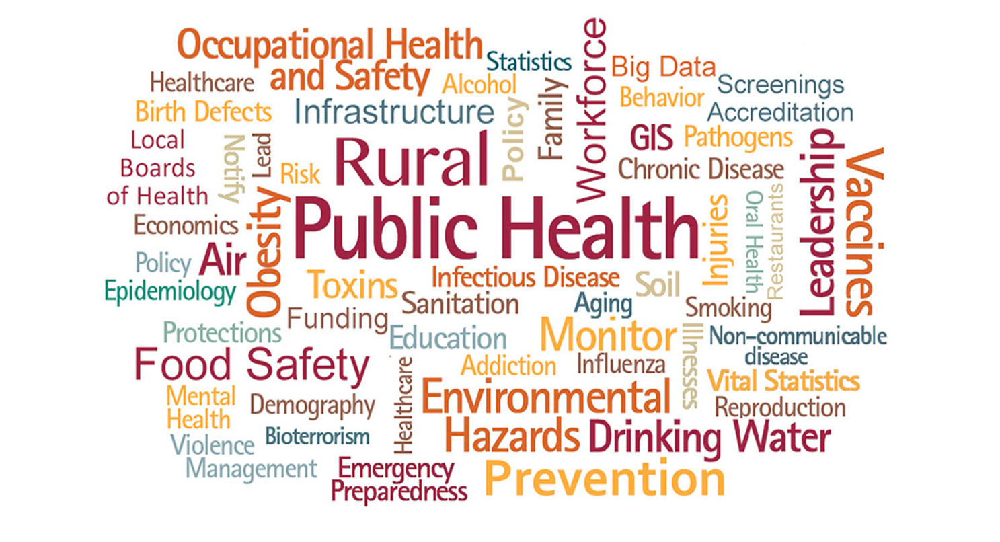 Occupational Health
and Safety
Statistics
Workforce
Big Data
Healthcare
Alcohol
Family
Behavior
Screenings
Accreditation
Birth Defects
Infrastructure
Policy
Local
Boards
of Health
Notify
Lead
Risk
Rural
GIS
Pathogens
Chronic Disease
Leadership
Vaccines
Economics
Obesity
Public Health
Injuries
Oral Health
Restaurants
Policy
Air
Epidemiology
Toxins
Infectious Disease
Soil
Funding
Sanitation
Aging
Smoking
Protections
Education
Monitor
Illnesses
Non-communicable
disease
Food Safety
Addiction
Influenza
Vital Statistics
Mental
Health
Demography
Healthcare
Environmental
Hazards
Reproduction
Violence
Bioterrorism
Drinking Water
Management
Emergency
Preparedness
Prevention